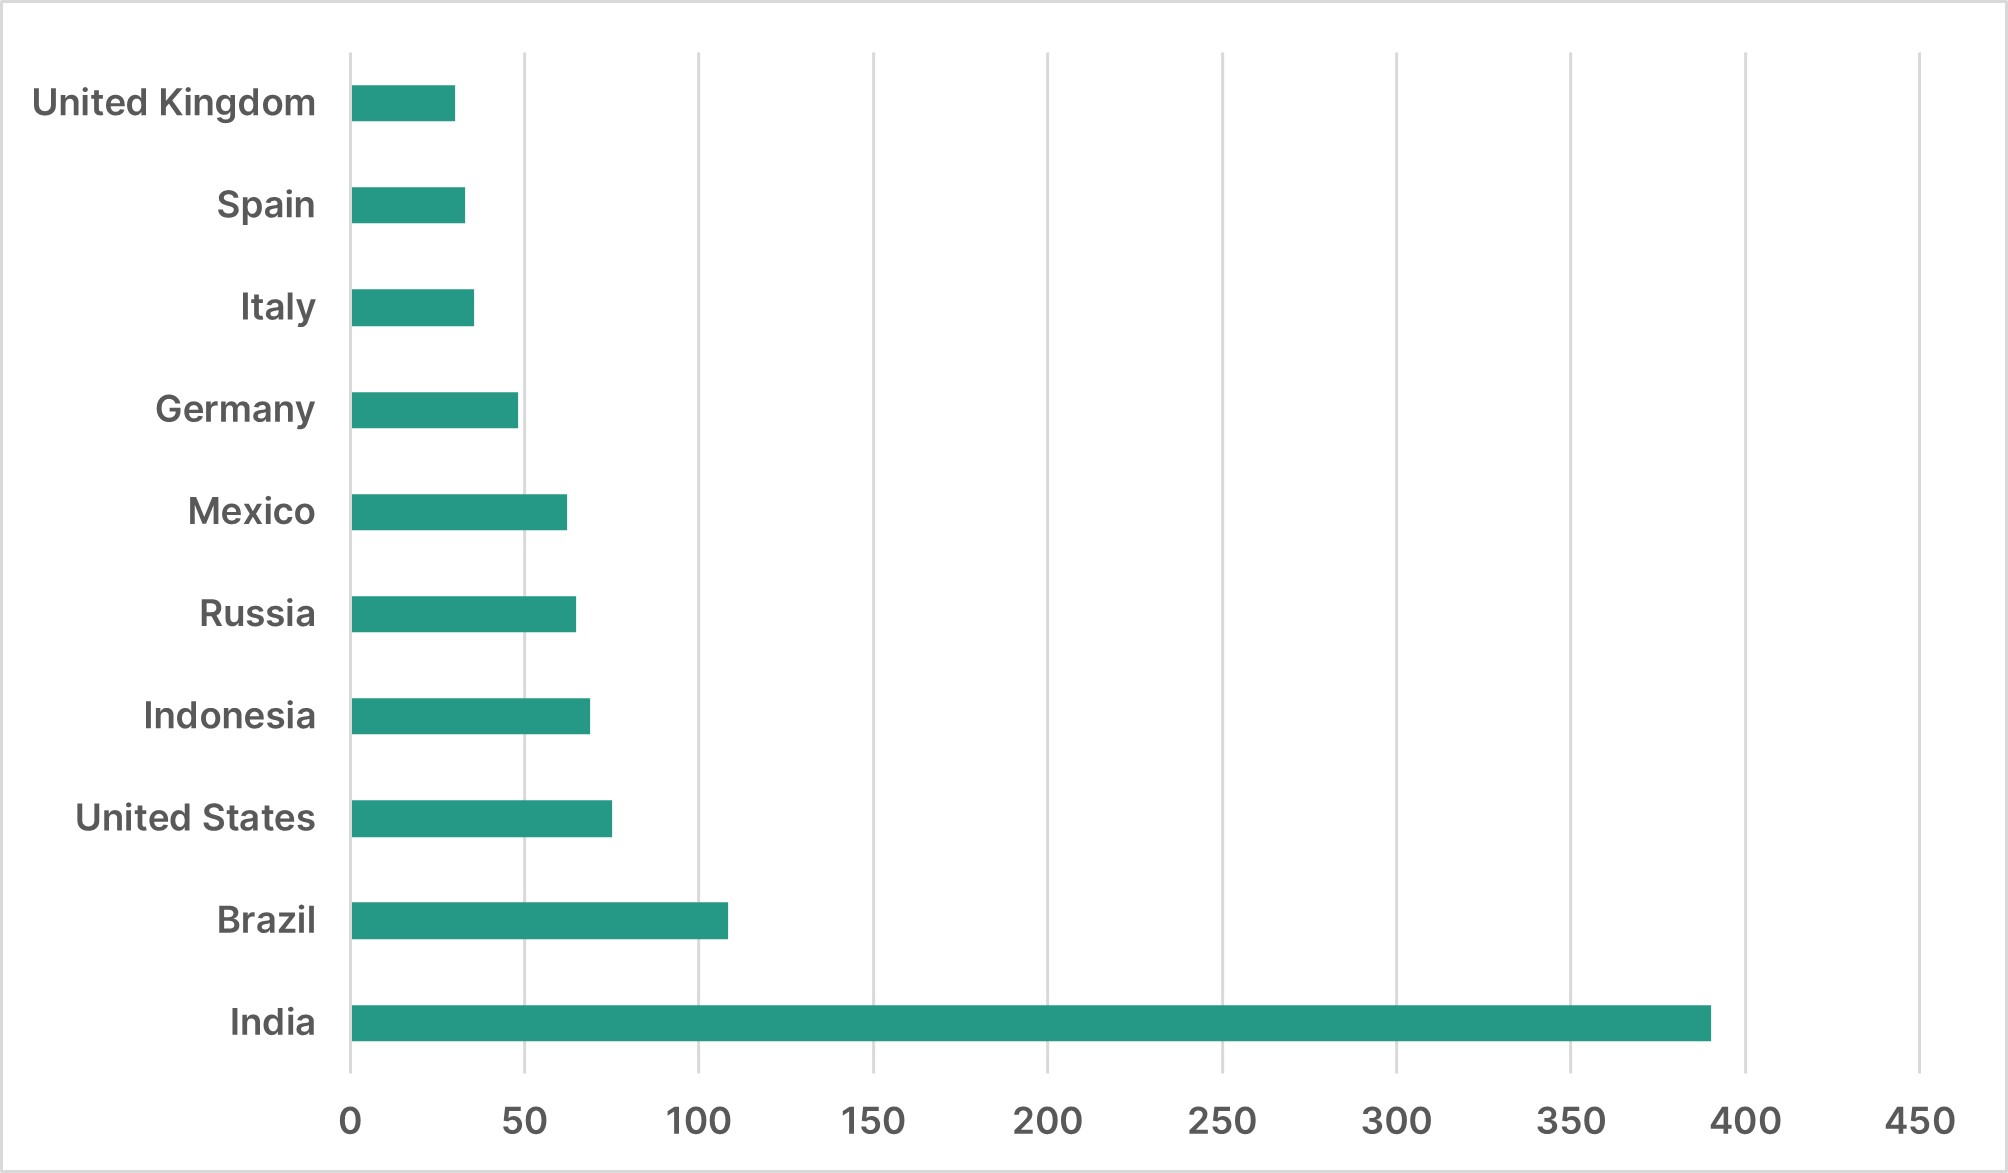 United Kingdom
Spain
Italy
Germany
Mexico
Russia
Indonesia
United States
Brazil
India
0 50 100 150 200 250 300 350 400 450